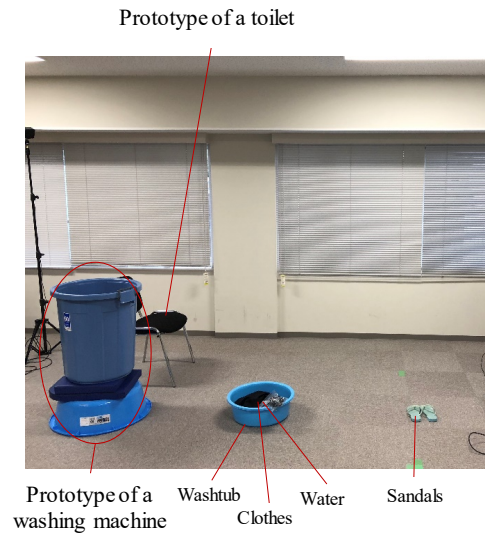 Prototype of a toilet
Prototype of a
washing machine
Washtub
Clothes
Water
Sandals